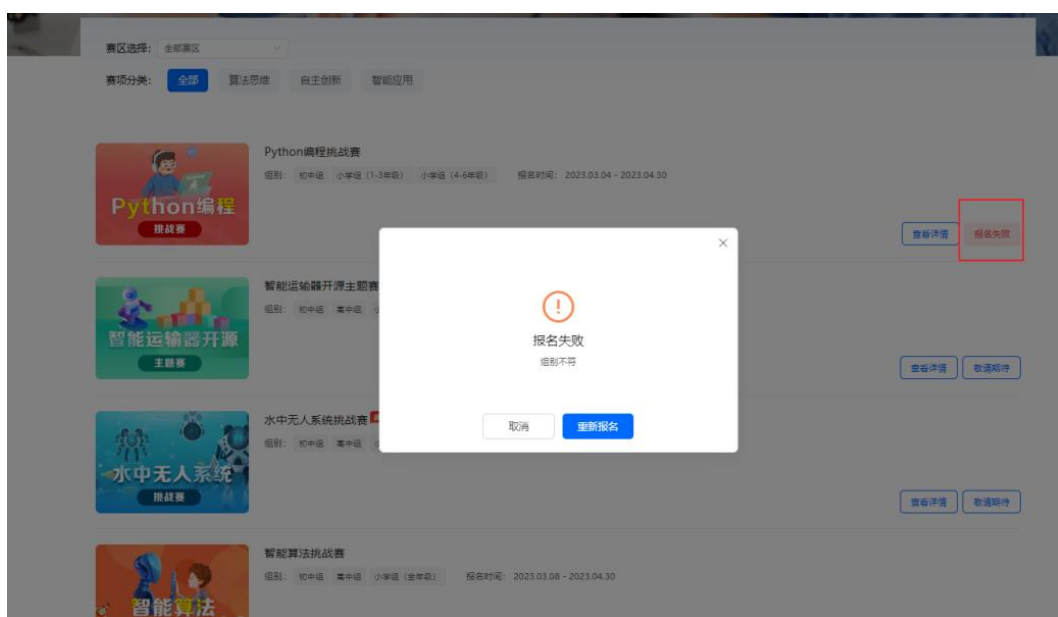 赛区选择： 全部赛区
赛项分类： 全部 算法思维 自主创新 智能应用
Python编程
挑战赛
Python编程挑战赛
组别： 初中组 小学组（1-3年级） 小学组（4-6年级） 报名时间： 2023.03.04 - 2023.04.30
查看详情 报名失败
智能运输器开源
主题赛
智能运输器开源主题赛
组别： 初中组 高中组
查看详情 敬请期待
报名失败
组别不符
取消 重新报名
水中无人系统
挑战赛
水中无人系统挑战赛
组别： 初中组 高中组
查看详情 敬请期待
智能算法
智能算法挑战赛
组别： 初中组 高中组 小学组（全年级） 报名时间： 2023.03.08 - 2023.04.30